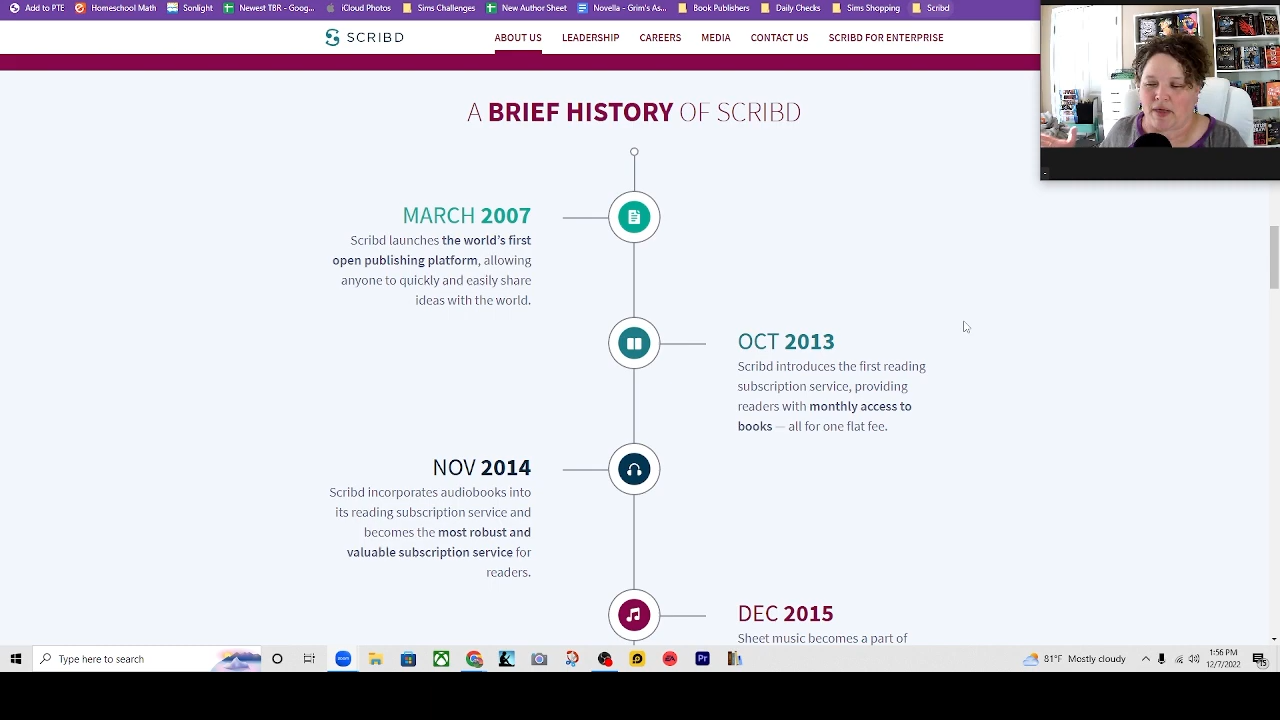 Add to PTE Homeschool Math Sonlight Newest TBR - Goog... iCloud Photos Sims Challenges New Author Sheet Novella - Grim's As... Book Publishers Daily Checks Sims Shopping Scribd
SCRIBD ABOUT US LEADERSHIP CAREERS MEDIA CONTACT US SCRIBD FOR ENTERPRISE
A BRIEF HISTORY OF SCRIBD
MARCH 2007
Scribd launches the world's first
open publishing platform, allowing
anyone to quickly and easily share
ideas with the world.
OCT 2013
Scribd introduces the first reading
subscription service, providing
readers with monthly access to
books — all for one flat fee.
NOV 2014
Scribd incorporates audiobooks into
its reading subscription service and
becomes the most robust and
valuable subscription service for
readers.
DEC 2015
Sheet music becomes a part of
Type here to search
zoom
Pr
81°F Mostly cloudy
1:56 PM
12/7/2022
15